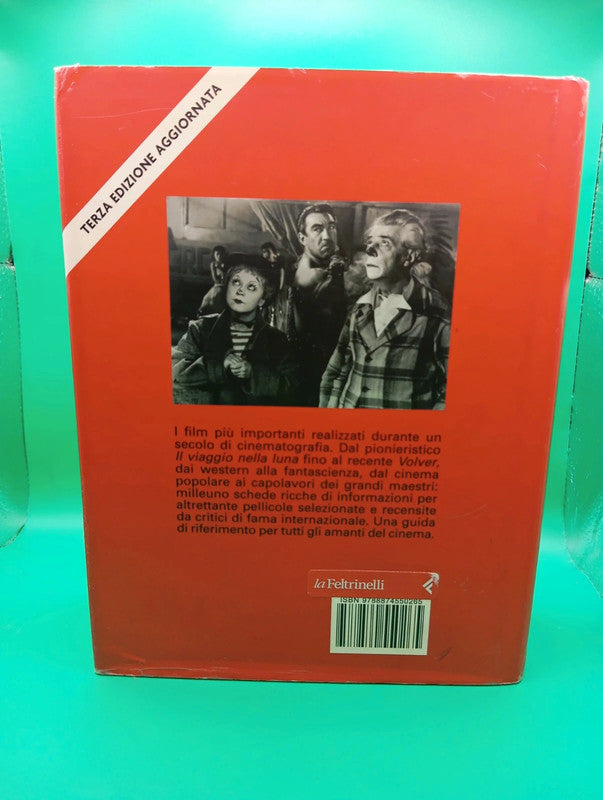 TERZA EDIZIONE AGGIORNATA
I film più importanti realizzati durante un
secolo di cinematografia. Dal pionieristico
Il viaggio nella luna fino al recente Volver,
dai western alla fantascienza, dal cinema
popolare ai capolavori dei grandi maestri:
milleuno schede ricche di informazioni per
altrettante pellicole selezionate e recensite
da critici di fama internazionale. Una guida
di riferimento per tutti gli amanti del cinema.
la Feltrinelli
ISBN 9788874550265